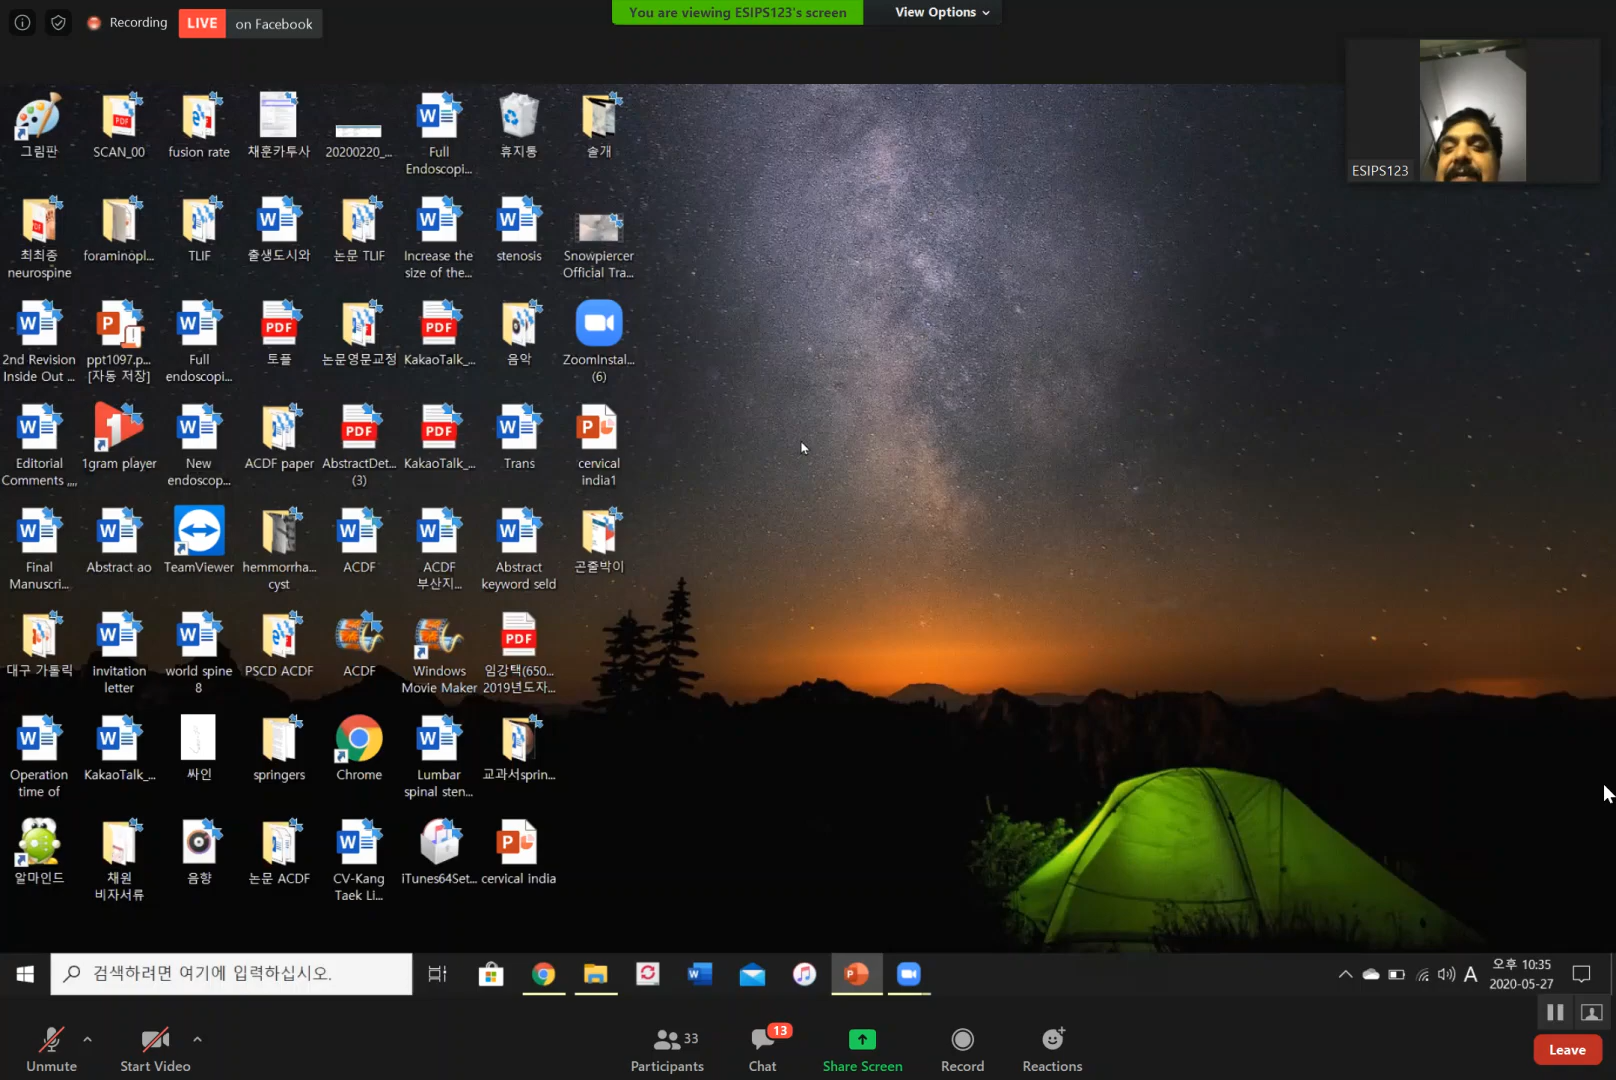 Recording
LIVE on Facebook
You are viewing ESIPS123's screen
View Options
ESIPS123
그림판
SCAN_00
fusion rate
채훈카투사
20200220_...
Full
Endoscopi...
휴지통
솔개
최최종
neurospine
foraminopl...
TLIF
출생도시와
논문 TLIF
Increase the
size of the...
stenosis
Snowpiercer
Official Tra...
2nd Revision
Inside Out ...
ppt1097.p...
[자동 저장]
Full
endoscopi...
토플
논문영문교정
KakaoTalk_...
음악
ZoomInstal...
(6)
Editorial
Comments ,,,,
1gram player
New
endoscop...
ACDF paper
AbstractDet...
(3)
KakaoTalk_...
Trans
cervical
india1
Final
Manuscri...
Abstract ao
TeamViewer
hemmorrha...
cyst
ACDF
ACDF
부산지...
Abstract
keyword seld
곤줄박이
대구 가톨릭
invitation
letter
world spine
8
PSCD ACDF
ACDF
Windows
Movie Maker
임강택(650...
2019년도자...
Operation
time of
KakaoTalk_...
싸인
springers
Chrome
Lumbar
spinal sten...
교과서sprin...
알마인드
채원
비자서류
음향
논문 ACDF
CV-Kang
Taek Li...
iTunes64Set...
cervical india
검색하려면 여기에 입력하십시오.
A
오후 10:35
2020-05-27
Unmute
Start Video
33
Participants
13
Chat
Share Screen
Record
Reactions
Leave